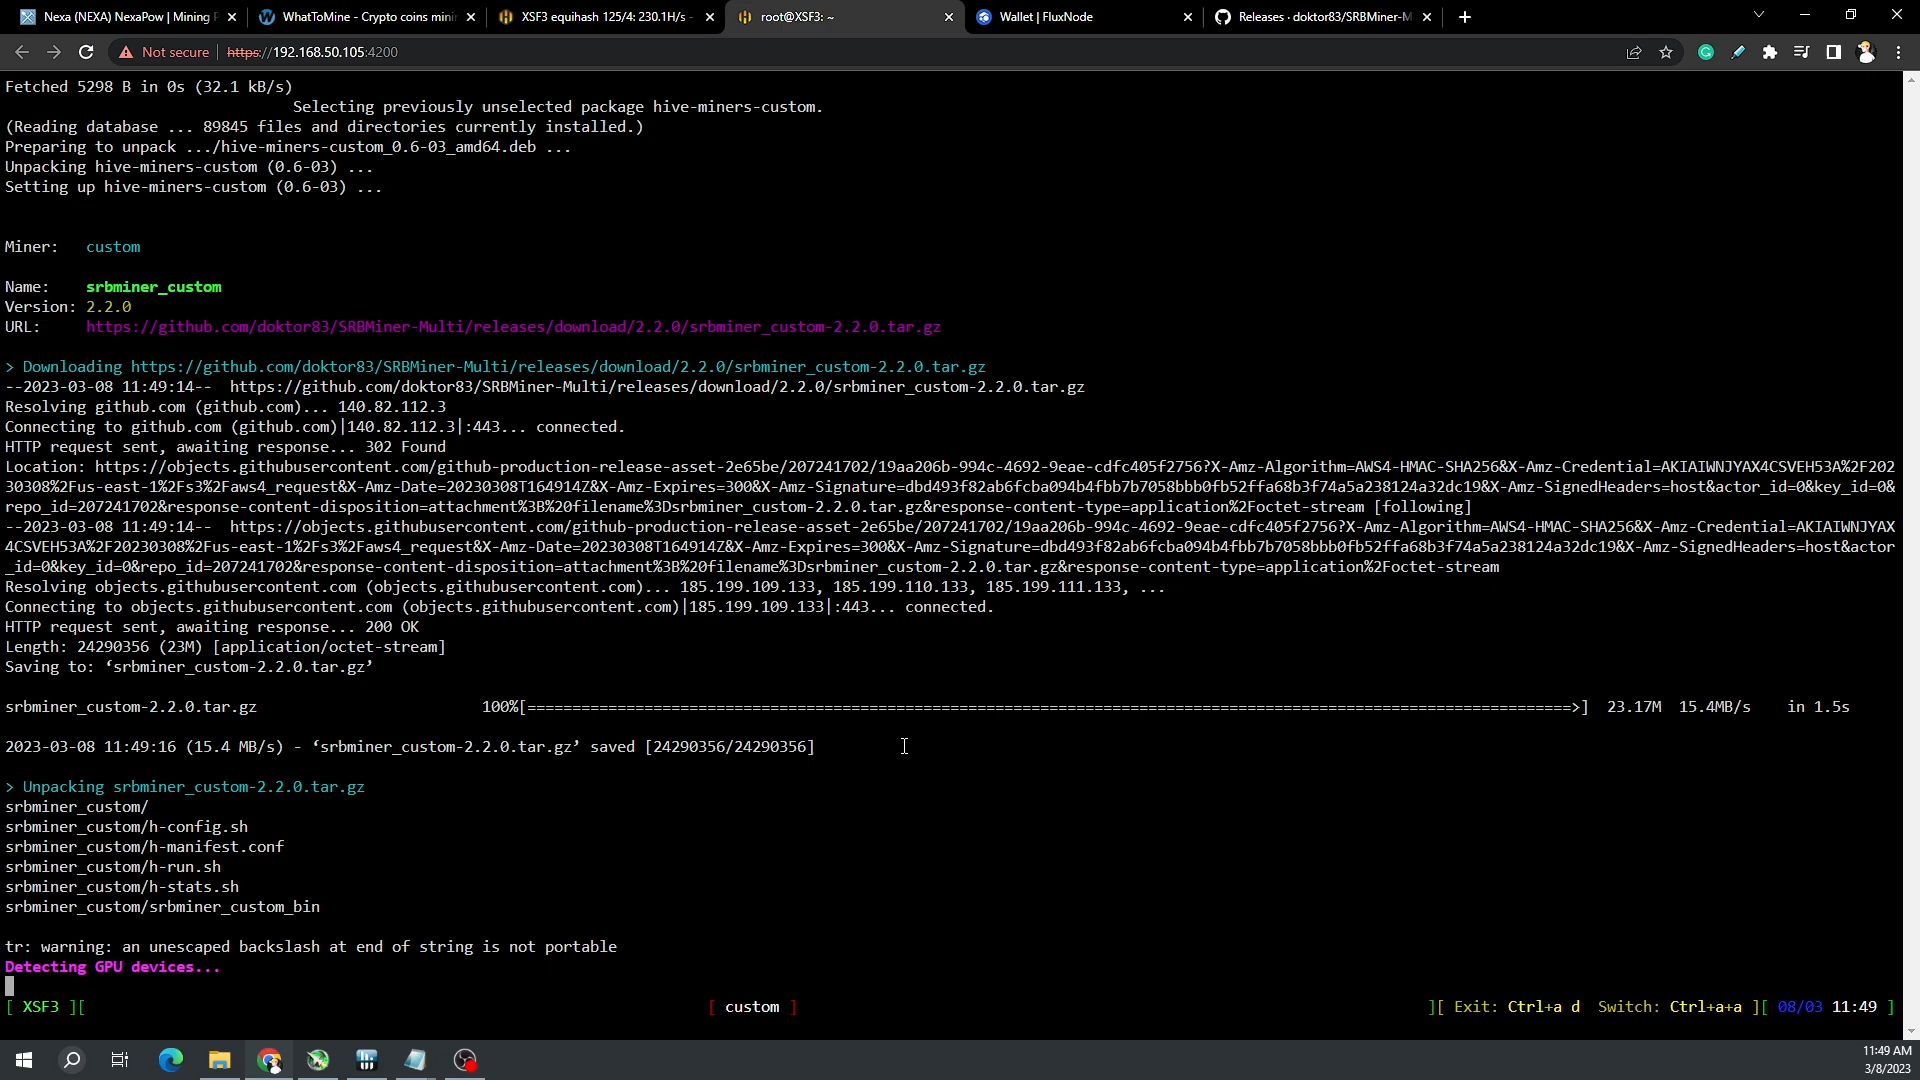 Nexa (NEXA) NexaPow | Mining P
WhatToMine - Crypto coins minin
XSF3 equihash 125/4: 230.1H/s -
root@XSF3: ~
Wallet | FluxNode
Releases · doktor83/SRBMiner-M
Not secure | https://192.168.50.105:4200
Fetched 5298 B in 0s (32.1 kB/s)
Selecting previously unselected package hive-miners-custom.
(Reading database ... 89845 files and directories currently installed.)
Preparing to unpack .../hive-miners-custom_0.6-03_amd64.deb ...
Unpacking hive-miners-custom (0.6-03) ...
Setting up hive-miners-custom (0.6-03) ...
Miner: custom
Name: srbminer_custom
Version: 2.2.0
URL: https://github.com/doktor83/SRBMiner-Multi/releases/download/2.2.0/srbminer_custom-2.2.0.tar.gz
> Downloading https://github.com/doktor83/SRBMiner-Multi/releases/download/2.2.0/srbminer_custom-2.2.0.tar.gz
--2023-03-08 11:49:14-- https://github.com/doktor83/SRBMiner-Multi/releases/download/2.2.0/srbminer_custom-2.2.0.tar.gz
Resolving github.com (github.com)... 140.82.112.3
Connecting to github.com (github.com)|140.82.112.3|:443... connected.
HTTP request sent, awaiting response... 302 Found
Location: https://objects.githubusercontent.com/github-production-release-asset-2e65be/207241702/19aa206b-994c-4692-9eae-cdfc405f2756?X-Amz-Algorithm=AWS4-HMAC-SHA256&X-Amz-Credential=AKIAIWNJYAX4CSVEH53A%2F202
30308%2Fus-east-1%2Fs3%2Faws4_request&X-Amz-Date=20230308T164914Z&X-Amz-Expires=300&X-Amz-Signature=dbd493f82ab6fcba094b4fbb7b7058bbb0fb52ffa68b3f74a5a238124a32dc19&X-Amz-SignedHeaders=host&actor_id=0&key_id=0&
repo_id=207241702&response-content-disposition=attachment%3B%20filename%3Dsrbminer_custom-2.2.0.tar.gz&response-content-type=application%2Foctet-stream [following]
--2023-03-08 11:49:14-- https://objects.githubusercontent.com/github-production-release-asset-2e65be/207241702/19aa206b-994c-4692-9eae-cdfc405f2756?X-Amz-Algorithm=AWS4-HMAC-SHA256&X-Amz-Credential=AKIAIWNJYAX
4CSVEH53A%2F20230308%2Fus-east-1%2Fs3%2Faws4_request&X-Amz-Date=20230308T164914Z&X-Amz-Expires=300&X-Amz-Signature=dbd493f82ab6fcba094b4fbb7b7058bbb0fb52ffa68b3f74a5a238124a32dc19&X-Amz-SignedHeaders=host&actor
_id=0&key_id=0&repo_id=207241702&response-content-disposition=attachment%3B%20filename%3Dsrbminer_custom-2.2.0.tar.gz&response-content-type=application%2Foctet-stream
Resolving objects.githubusercontent.com (objects.githubusercontent.com)... 185.199.109.133, 185.199.110.133, 185.199.111.133, ...
Connecting to objects.githubusercontent.com (objects.githubusercontent.com)|185.199.109.133|:443... connected.
HTTP request sent, awaiting response... 200 OK
Length: 24290356 (23M) [application/octet-stream]
Saving to: ‘srbminer_custom-2.2.0.tar.gz’
srbminer_custom-2.2.0.tar.gz 100%[====================================================================================================================>] 23.17M 15.4MB/s in 1.5s
2023-03-08 11:49:16 (15.4 MB/s) - ‘srbminer_custom-2.2.0.tar.gz’ saved [24290356/24290356]
> Unpacking srbminer_custom-2.2.0.tar.gz
srbminer_custom/
srbminer_custom/h-config.sh
srbminer_custom/h-manifest.conf
srbminer_custom/h-run.sh
srbminer_custom/h-stats.sh
srbminer_custom/srbminer_custom_bin
tr: warning: an unescaped backslash at end of string is not portable
Detecting GPU devices...
[ XSF3 ][ [ custom ] ][ Exit: Ctrl+a d Switch: Ctrl+a+a ][ 08/03 11:49 ]
11:49 AM
3/8/2023